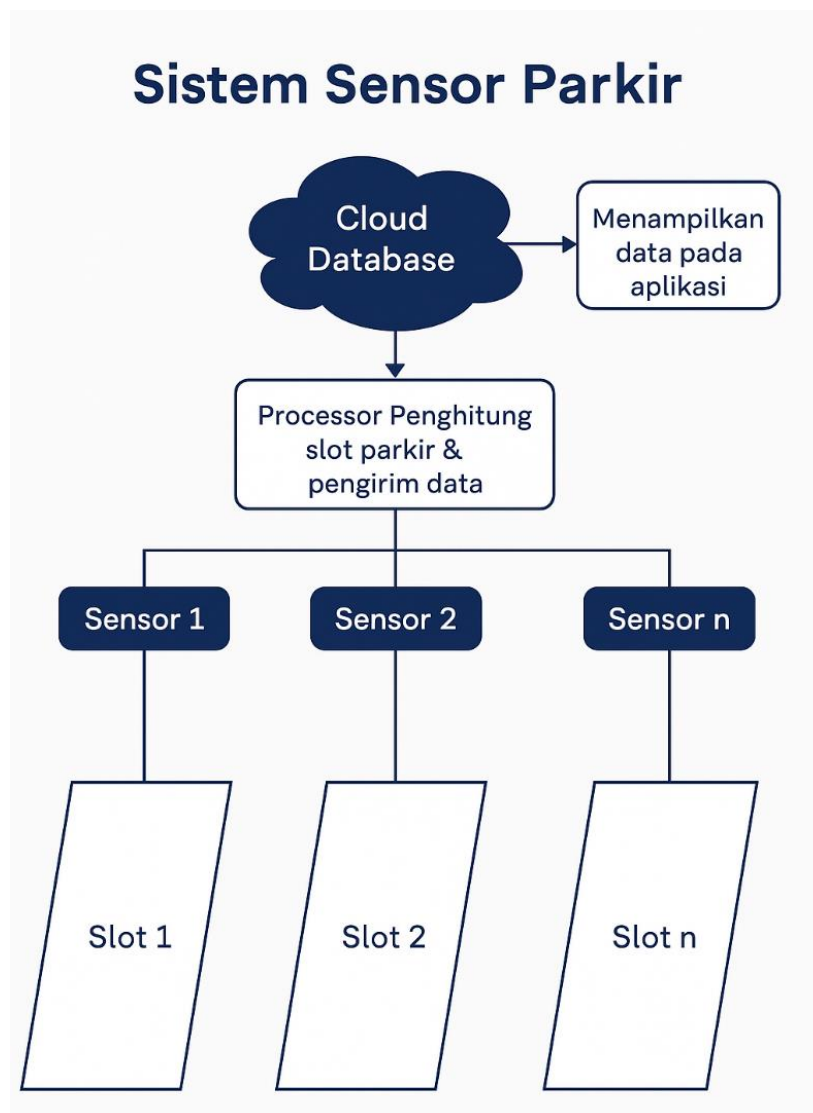 Sistem Sensor Parkir
Cloud
Database
Menampilkan
data pada
aplikasi
Processor Penghitung
slot parkir &
pengirim data
Sensor 1
Sensor 2
Sensor n
Slot 1
Slot 2
Slot n